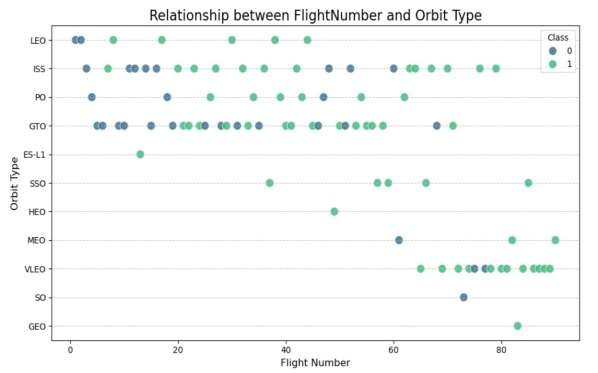 Relationship between FlightNumber and Orbit Type
Class
0
1
Orbit Type
LEO
ISS
PO
GTO
ES-L1
SSO
HEO
MEO
VLEO
SO
GEO
0 20 40 60 80
Flight Number